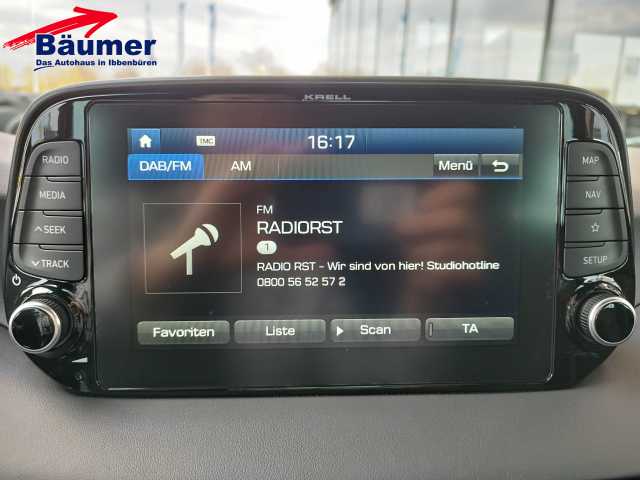 Bäumer
Das Autohaus in Ibbenbüren
KRELL
TMC
16:17
DAB/FM
AM
Menü
FM
RADIORST
1
RADIO RST - Wir sind von hier! Studiohotline
0800 56 52 57 2
Favoriten
Liste
Scan
TA
RADIO
MEDIA
SEEK
TRACK
MAP
NAV
SETUP